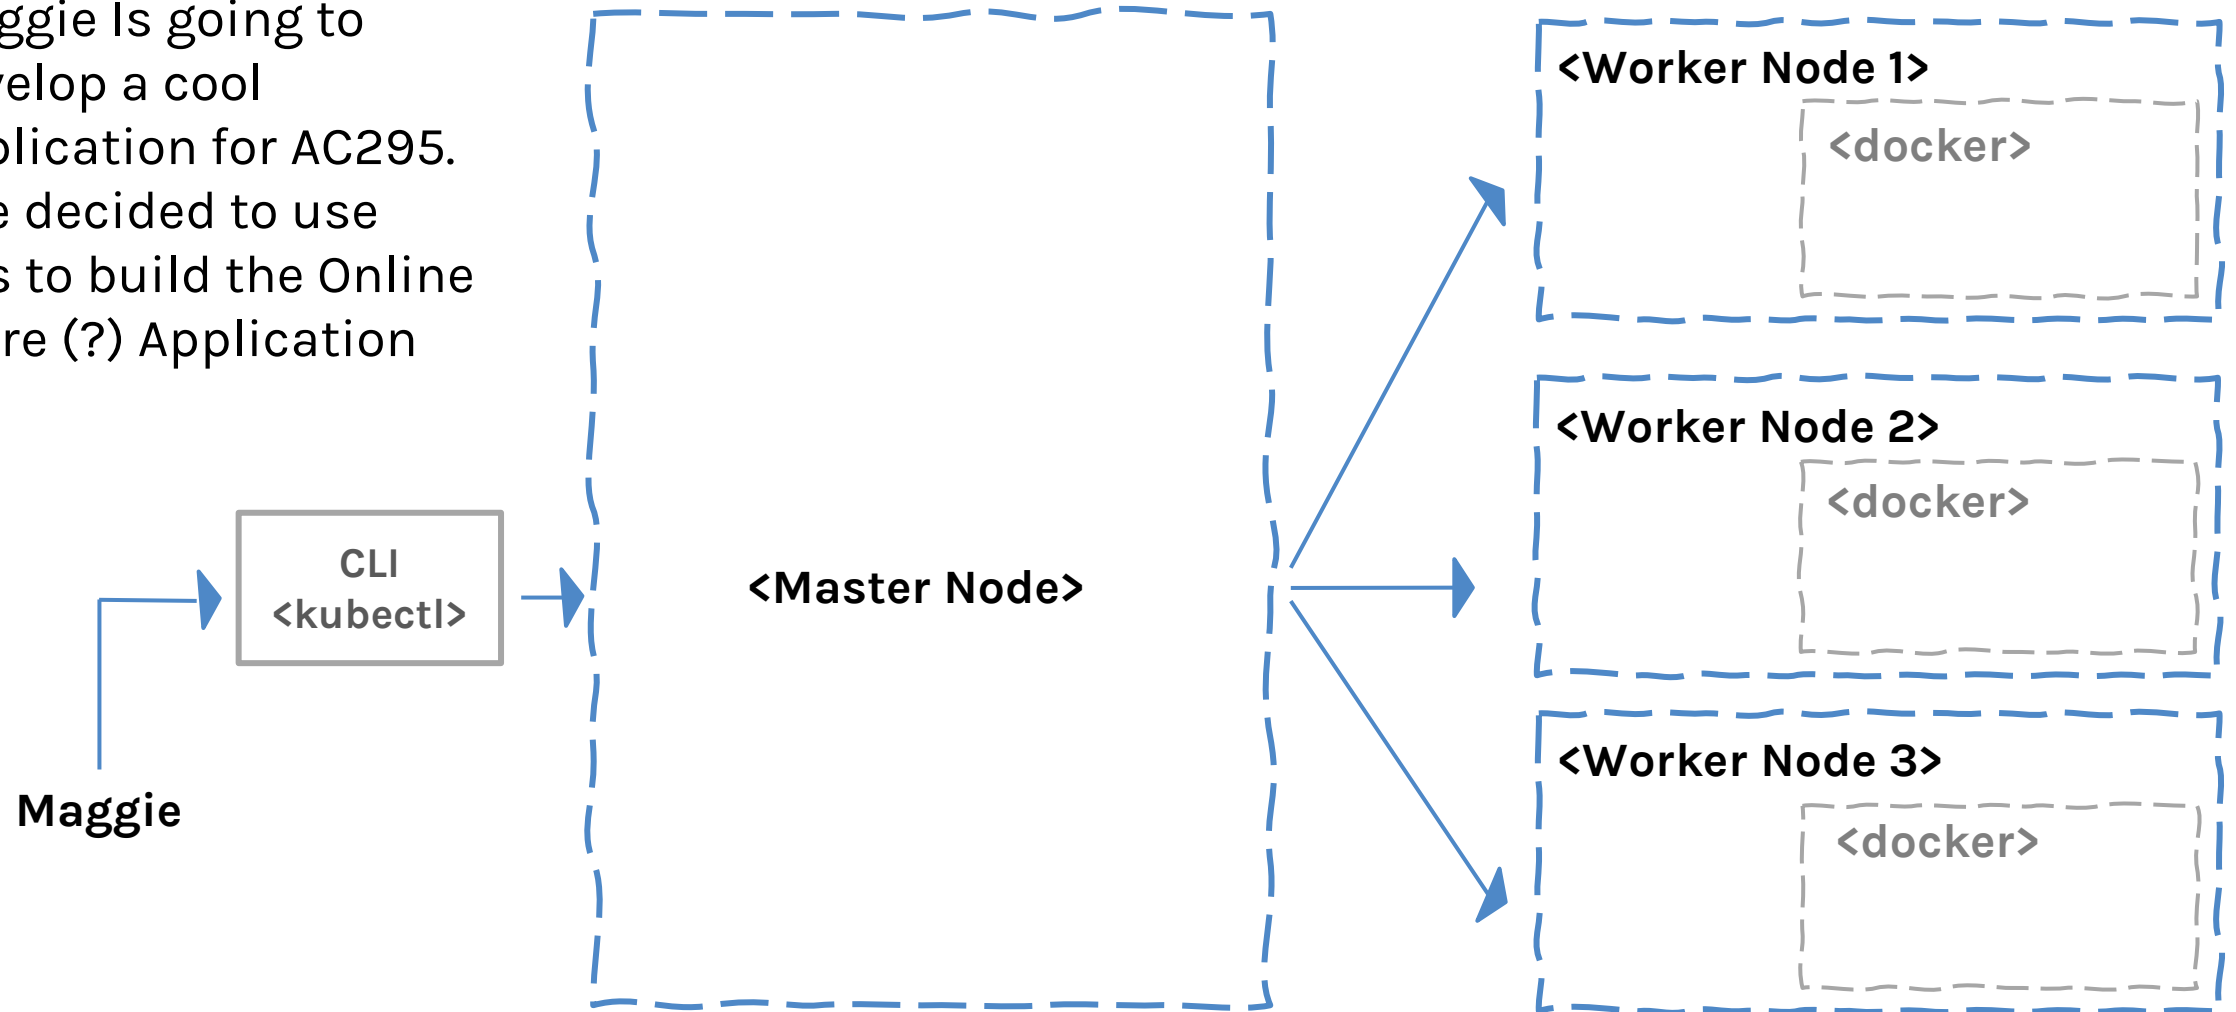 ggie Is going to
velop a cool
plication for AC295.
e decided to use
s to build the Online
re (?) Application
CLI
<kubectl>
Maggie
<Master Node>
<Worker Node 1>
<docker>
<Worker Node 2>
<docker>
<Worker Node 3>
<docker>